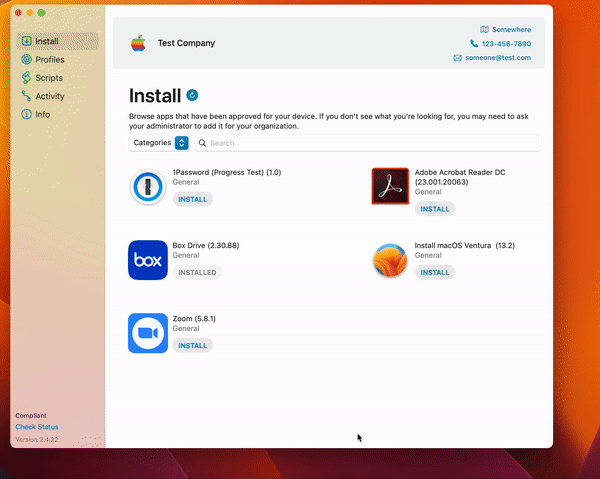 Install
Profiles
Scripts
Activity
Info
Compliant
Check Status
Version: 2.4.22
Test Company
Somewhere
123-456-7890
someone@test.com
Install
Browse apps that have been approved for your device. If you don't see what you're looking for, you may need to ask
your administrator to add it for your organization.
Categories
Search
1Password (Progress Test) (1.0)
General
INSTALL
Adobe Acrobat Reader DC
(23.001.20063)
General
INSTALL
box
Box Drive (2.30.88)
General
INSTALLED
Install macOS Ventura (13.2)
General
INSTALL
Zoom (5.8.1)
General
INSTALL